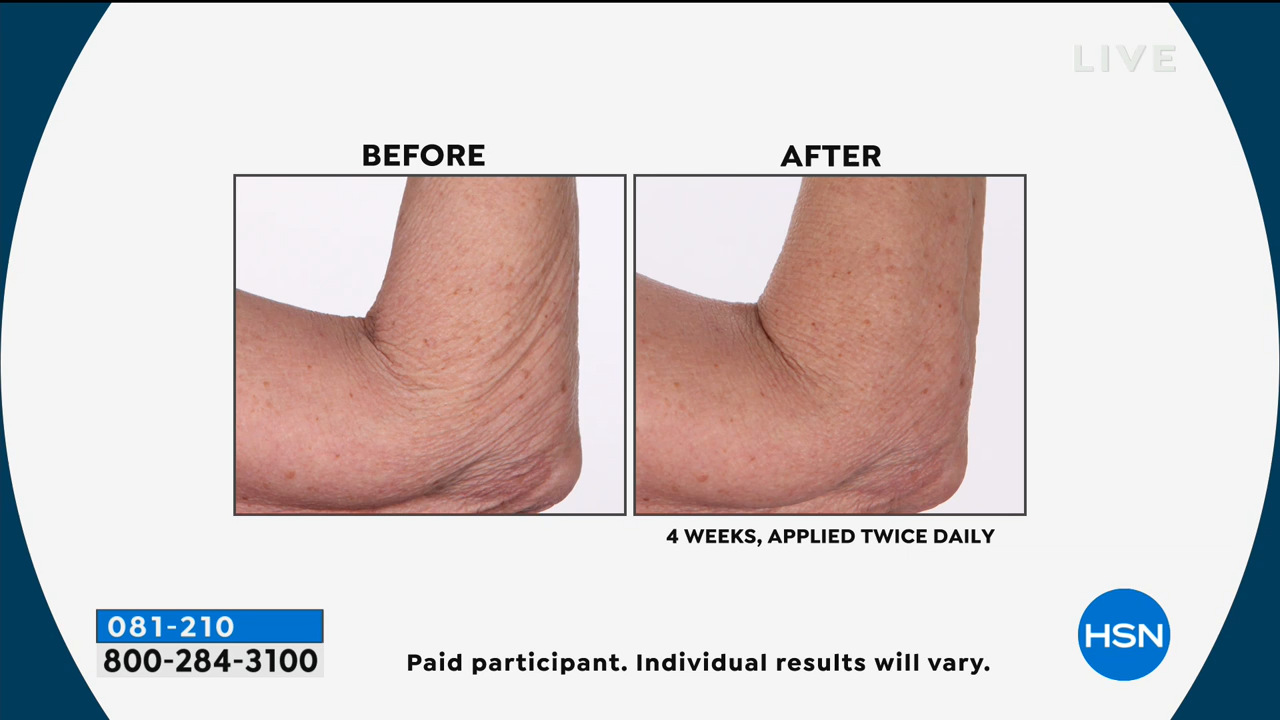 LIVE
BEFORE
AFTER
4 WEEKS, APPLIED TWICE DAILY
081-210
800-284-3100
Paid participant. Individual results will vary.
HSN